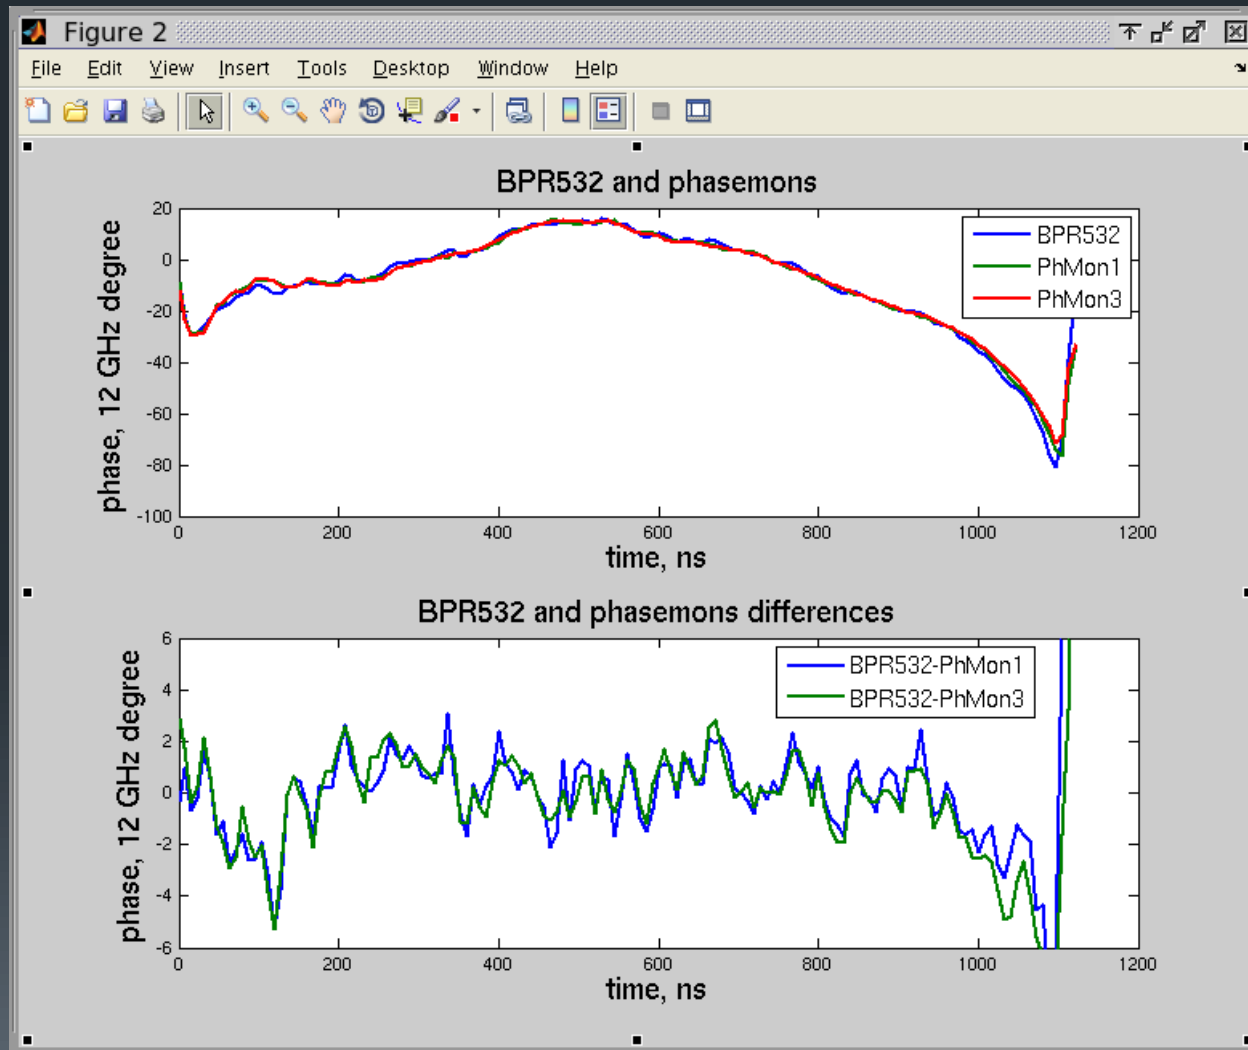 Figure 2
File Edit View Insert Tools Desktop Window Help
BPR532 and phasemons
phase, 12 GHz degree
20
0
-20
-40
-60
-80
-100
BPR532
PhMon1
PhMon3
0 200 400 600 800 1000 1200
time, ns
BPR532 and phasemons differences
phase, 12 GHz degree
6
4
2
0
-2
-4
-6
BPR532-PhMon1
BPR532-PhMon3
0 200 400 600 800 1000 1200
time, ns